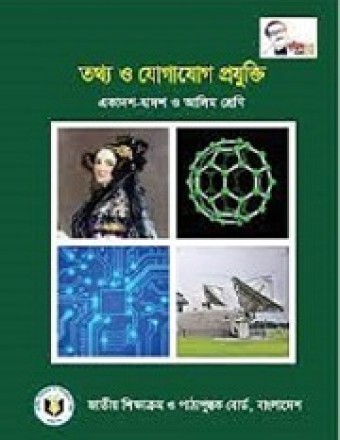 তথ্য ও যোগাযোগ প্রযুক্তি
একাদশ-দ্বাদশ ও আলিম শ্রেণি
জাতীয় শিক্ষাক্রম ও পাঠ্যপুস্তক বোর্ড, বাংলাদেশ